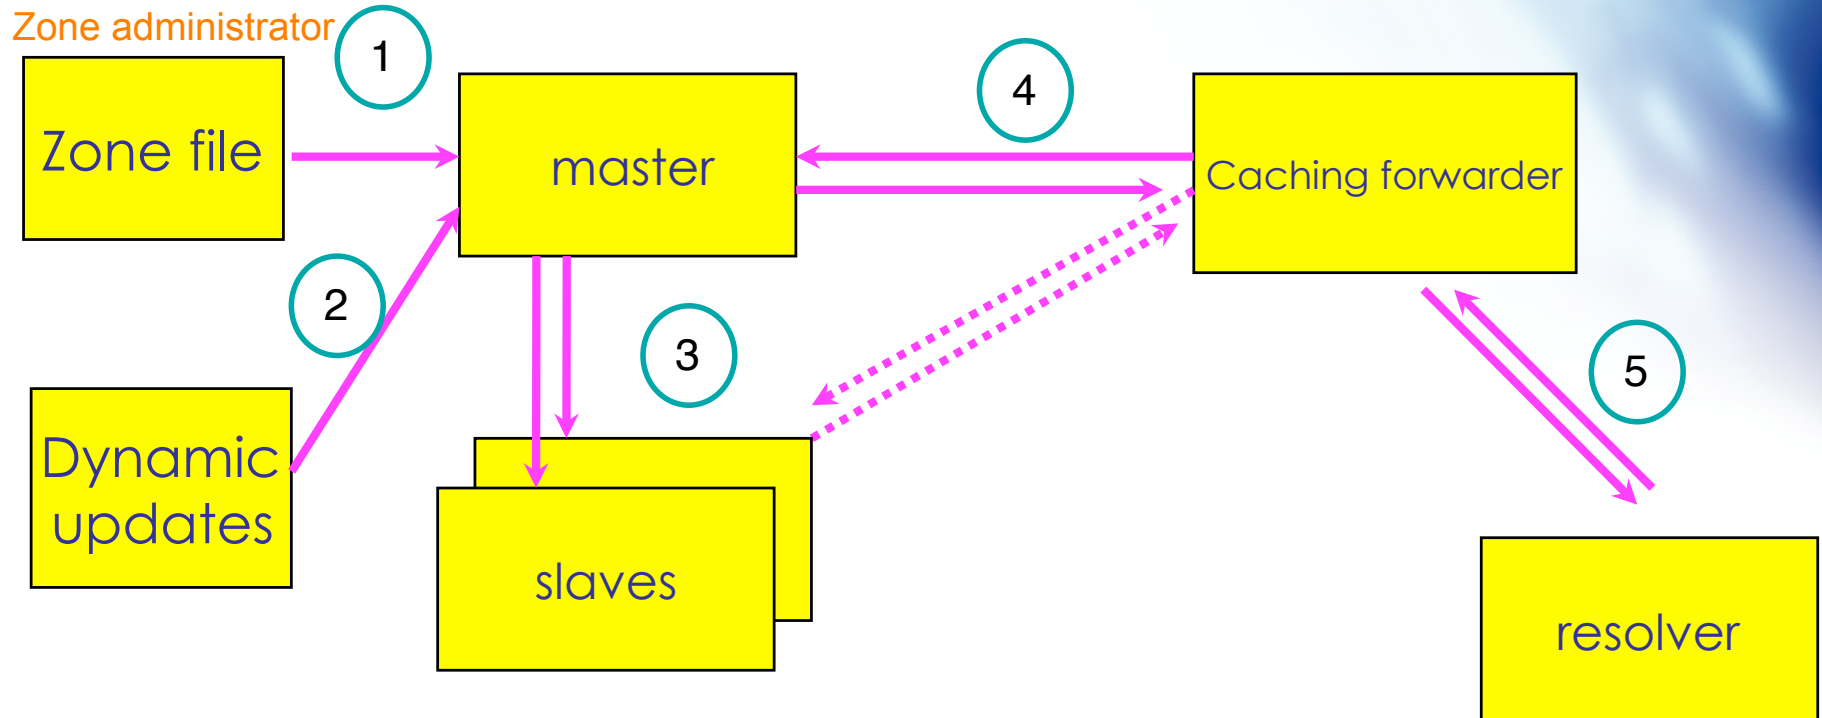 Zone administrator
1
4
Zone file
master
Caching forwarder
2
3
5
Dynamic
updates
slaves
resolver